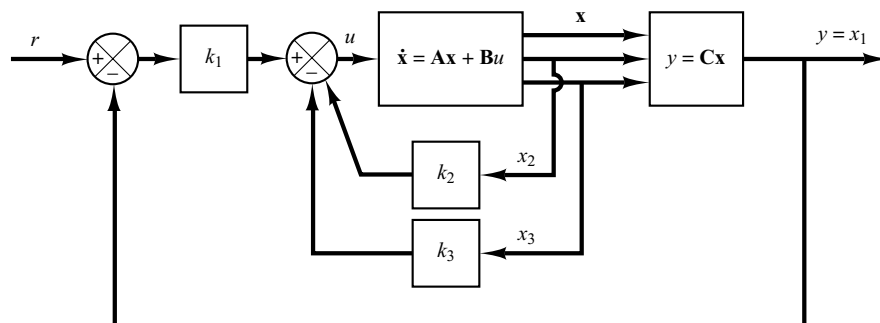 r
+
−
k₁
+
−
u
ẋ = Ax + Bu
x
y = Cx
y = x₁
k₂
x₂
k₃
x₃